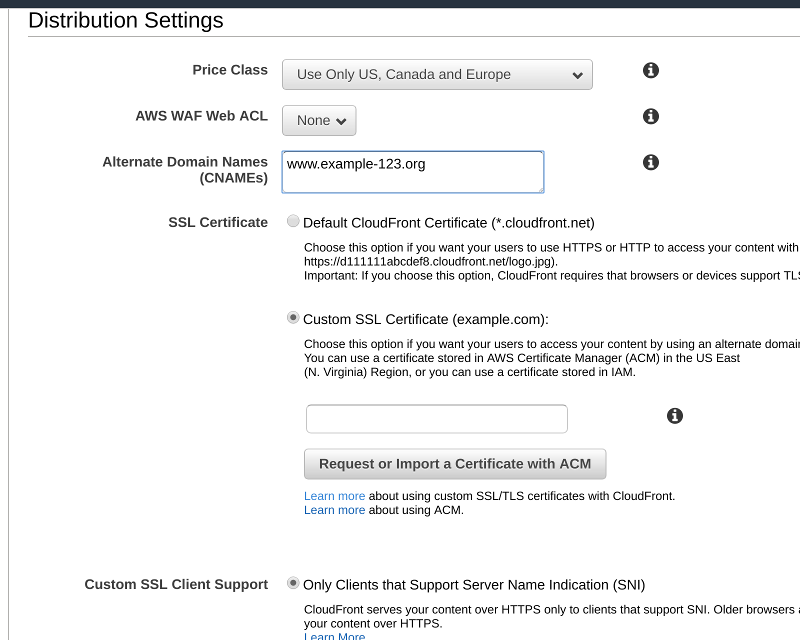 Distribution Settings
Price Class Use Only US, Canada and Europe
AWS WAF Web ACL None
Alternate Domain Names
(CNAMEs)
www.example-123.org
SSL Certificate Default CloudFront Certificate (*.cloudfront.net)
Choose this option if you want your users to use HTTPS or HTTP to access your content with
https://d111111abcdef8.cloudfront.net/logo.jpg).
Important: If you choose this option, CloudFront requires that browsers or devices support TLS
Custom SSL Certificate (example.com):
Choose this option if you want your users to access your content by using an alternate domain
You can use a certificate stored in AWS Certificate Manager (ACM) in the US East
(N. Virginia) Region, or you can use a certificate stored in IAM.
Request or Import a Certificate with ACM
Learn more about using custom SSL/TLS certificates with CloudFront.
Learn more about using ACM.
Custom SSL Client Support Only Clients that Support Server Name Indication (SNI)
CloudFront serves your content over HTTPS only to clients that support SNI. Older browsers
your content over HTTPS.
Learn More